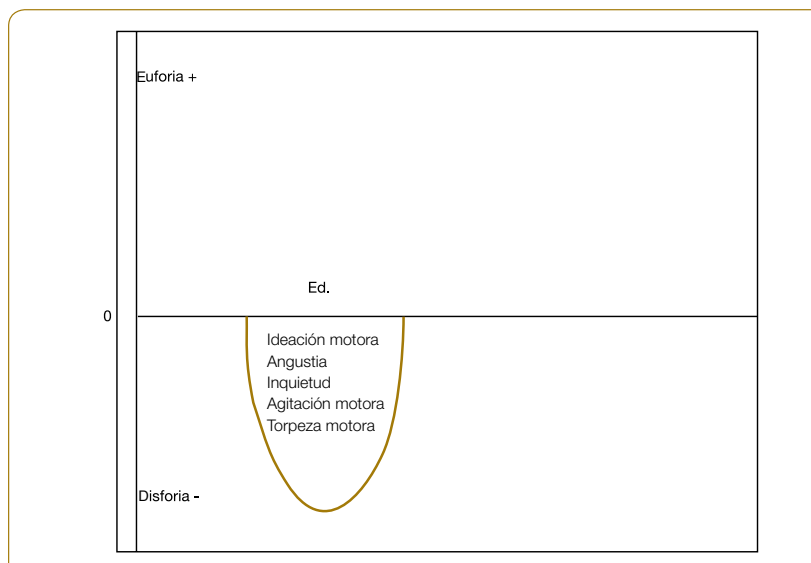 Euforia +
Ed.
0
Ideación motora
Angustia
Inquietud
Agitación motora
Torpeza motora
Disforia -